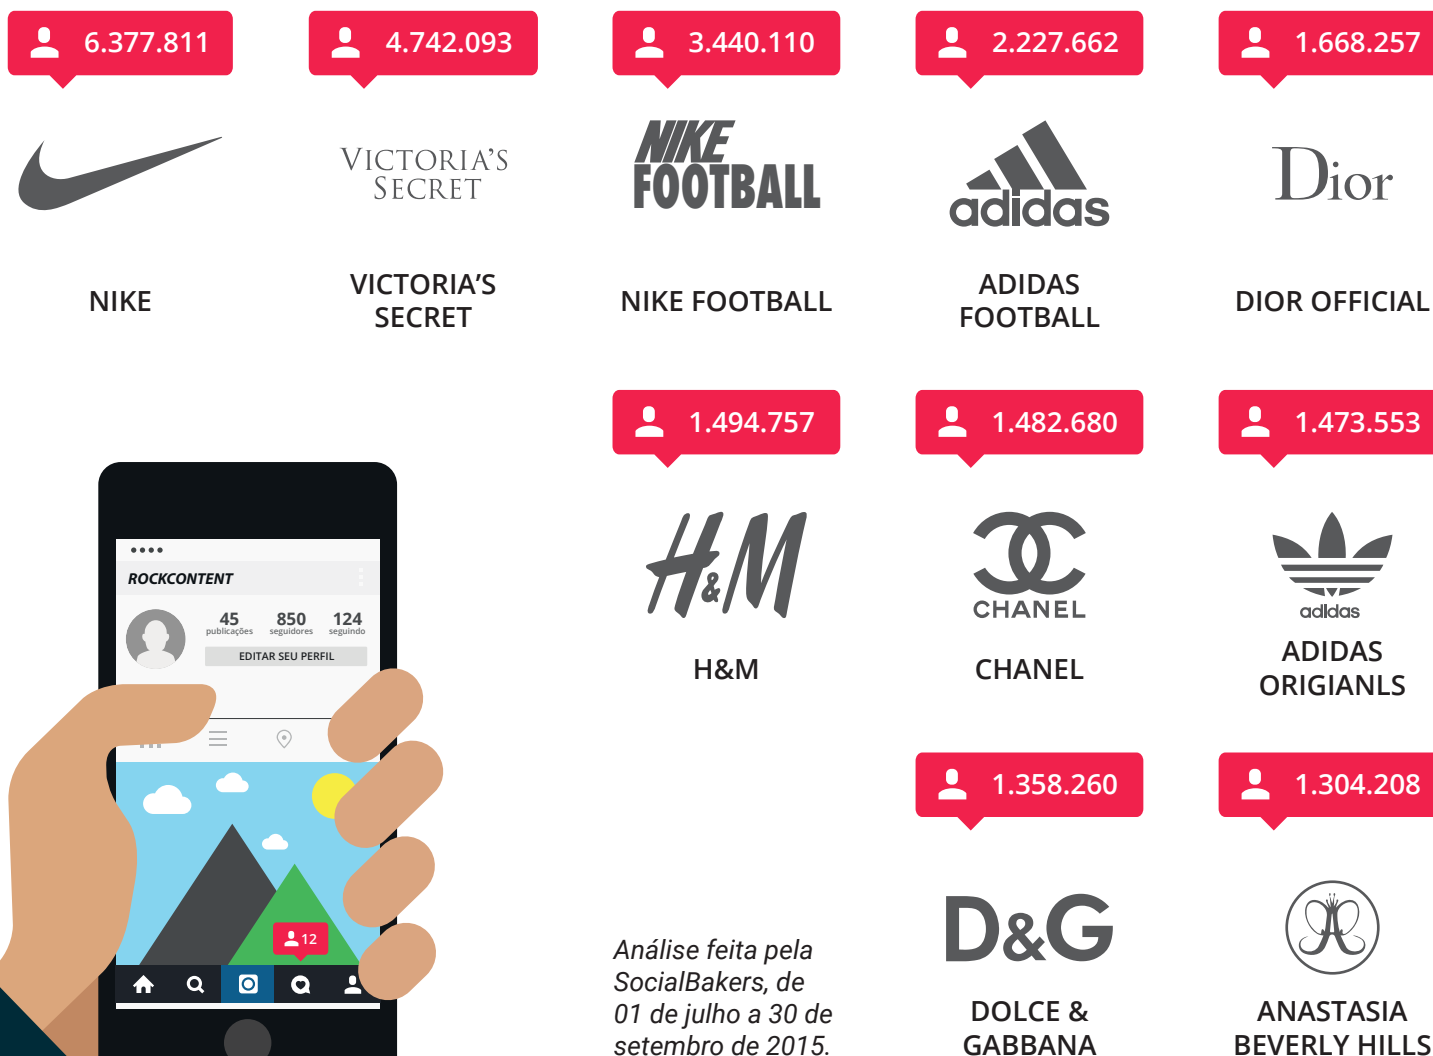 6.377.811
4.742.093
3.440.110
2.227.662
1.668.257
VICTORIA'S
SECRET
NIKE
FOOTBALL
adidas
Dior
NIKE
VICTORIA'S
SECRET
NIKE FOOTBALL
ADIDAS
FOOTBALL
DIOR OFFICIAL
1.494.757
1.482.680
1.473.553
H&M
CHANEL
adidas
H&M
CHANEL
ADIDAS
ORIGIANLS
ROCKCONTENT
45 850 124
publicações seguidores seguindo
EDITAR SEU PERFIL
12
1.358.260
1.304.208
D&G
DOLCE &
GABBANA
ANASTASIA
BEVERLY HILLS
Análise feita pela
SocialBakers, de
01 de julho a 30 de
setembro de 2015.